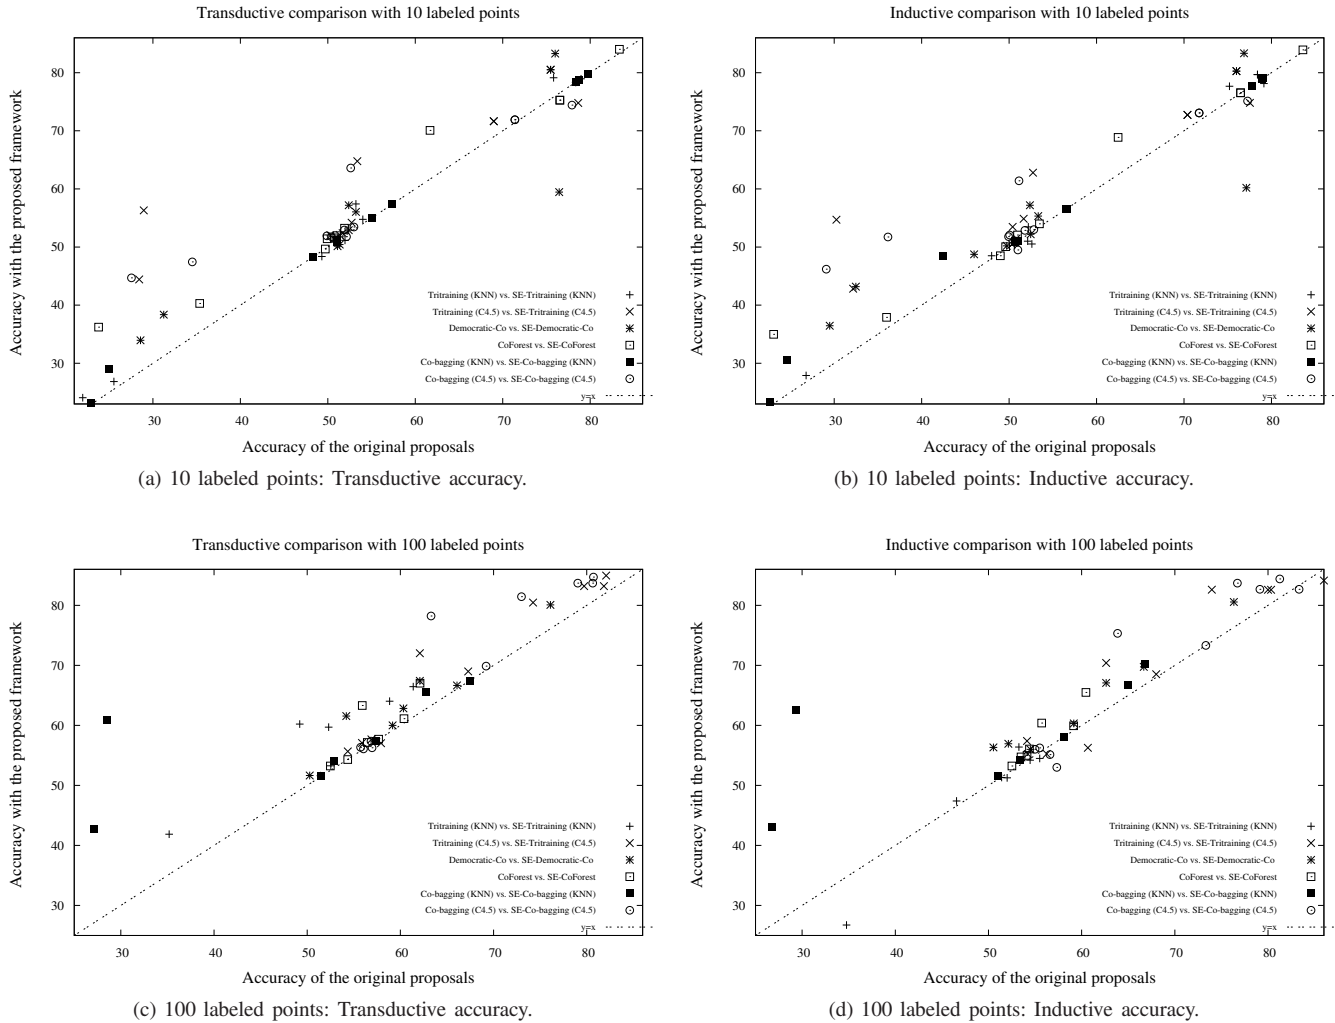 Transductive comparison with 10 labeled points
Accuracy with the proposed framework
80
70
60
50
40
30
Tritraining (KNN) vs. SE-Tritraining (KNN)
Tritraining (C4.5) vs. SE-Tritraining (C4.5)
Democratic-Co vs. SE-Democratic-Co
CoForest vs. SE-CoForest
Co-bagging (KNN) vs. SE-Co-bagging (KNN)
Co-bagging (C4.5) vs. SE-Co-bagging (C4.5)
y=x
30 40 50 60 70 80
Accuracy of the original proposals
(a) 10 labeled points: Transductive accuracy.
Inductive comparison with 10 labeled points
Accuracy with the proposed framework
80
70
60
50
40
30
Tritraining (KNN) vs. SE-Tritraining (KNN)
Tritraining (C4.5) vs. SE-Tritraining (C4.5)
Democratic-Co vs. SE-Democratic-Co
CoForest vs. SE-CoForest
Co-bagging (KNN) vs. SE-Co-bagging (KNN)
Co-bagging (C4.5) vs. SE-Co-bagging (C4.5)
y=x
30 40 50 60 70 80
Accuracy of the original proposals
(b) 10 labeled points: Inductive accuracy.
Transductive comparison with 100 labeled points
Accuracy with the proposed framework
80
70
60
50
40
30
Tritraining (KNN) vs. SE-Tritraining (KNN)
Tritraining (C4.5) vs. SE-Tritraining (C4.5)
Democratic-Co vs. SE-Democratic-Co
CoForest vs. SE-CoForest
Co-bagging (KNN) vs. SE-Co-bagging (KNN)
Co-bagging (C4.5) vs. SE-Co-bagging (C4.5)
y=x
30 40 50 60 70 80
Accuracy of the original proposals
(c) 100 labeled points: Transductive accuracy.
Inductive comparison with 100 labeled points
Accuracy with the proposed framework
80
70
60
50
40
30
Tritraining (KNN) vs. SE-Tritraining (KNN)
Tritraining (C4.5) vs. SE-Tritraining (C4.5)
Democratic-Co vs. SE-Democratic-Co
CoForest vs. SE-CoForest
Co-bagging (KNN) vs. SE-Co-bagging (KNN)
Co-bagging (C4.5) vs. SE-Co-bagging (C4.5)
y=x
30 40 50 60 70 80
Accuracy of the original proposals
(d) 100 labeled points: Inductive accuracy.